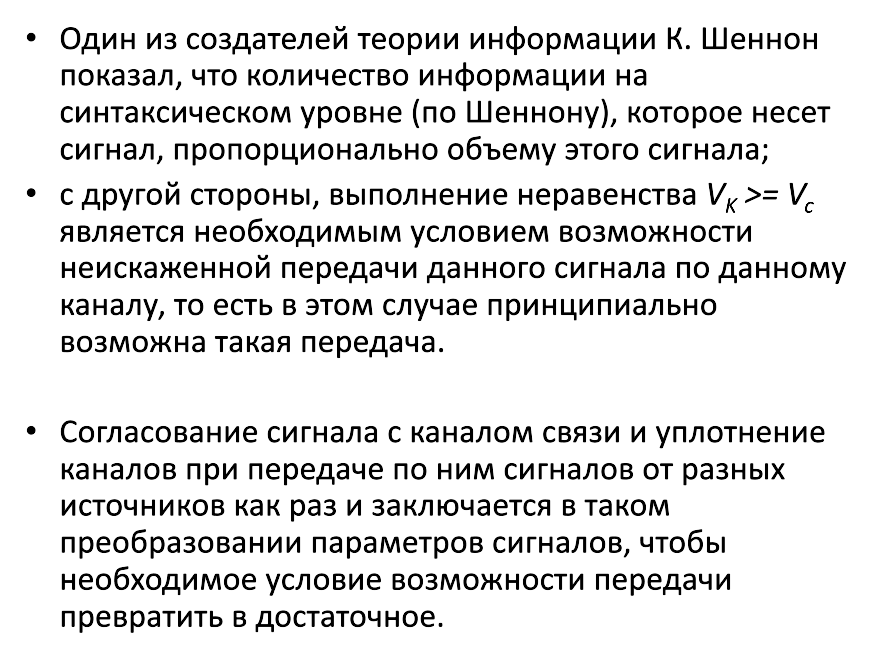 • Один из создателей теории информации К. Шеннон
показал, что количество информации на
синтаксическом уровне (по Шеннону), которое несет
сигнал, пропорционально объему этого сигнала;
• с другой стороны, выполнение неравенства VK >= Vc
является необходимым условием возможности
неискаженной передачи данного сигнала по данному
каналу, то есть в этом случае принципиально
возможна такая передача.
• Согласование сигнала с каналом связи и уплотнение
каналов при передаче по ним сигналов от разных
источников как раз и заключается в таком
преобразовании параметров сигналов, чтобы
необходимое условие возможности передачи
превратить в достаточное.